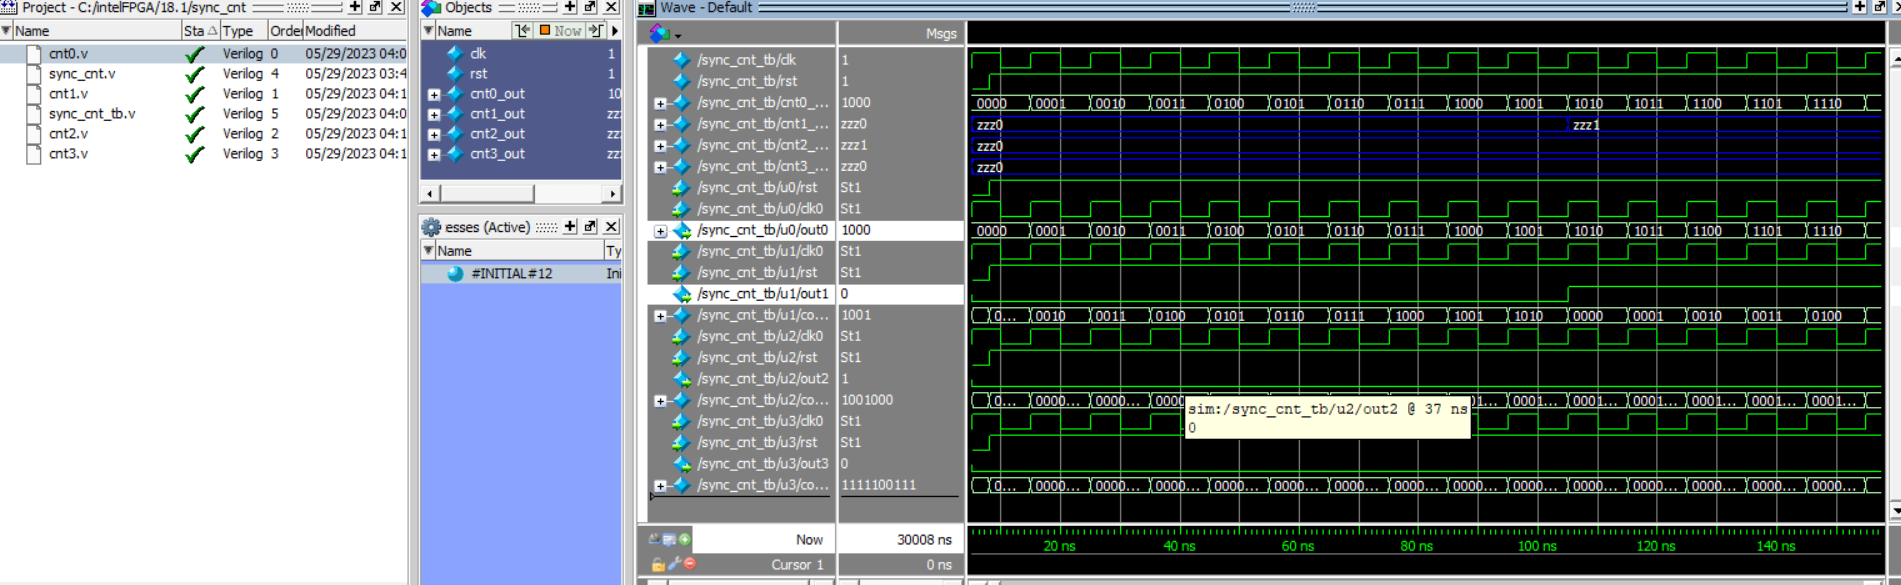 Project - C:/intelFPGA/18.1/sync_cnt
Name Sta Type Order Modified
cnt0.v Verilog 0 05/29/2023 04:0
sync_cnt.v Verilog 4 05/29/2023 03:4
cnt1.v Verilog 1 05/29/2023 04:1
sync_cnt_tb.v Verilog 5 05/29/2023 04:0
cnt2.v Verilog 2 05/29/2023 04:1
cnt3.v Verilog 3 05/29/2023 04:1
Objects
Name Now
clk 1
rst 1
cnt0_out 10
cnt1_out zz
cnt2_out zz
cnt3_out zz
esses (Active)
Name Ty
#INITIAL#12 Ini
Wave - Default
Msgs
/sync_cnt_tb/clk 1
/sync_cnt_tb/rst 1
/sync_cnt_tb/cnt0_... 1000 0000 0001 0010 0011 0100 0101 0110 0111 1000 1001 1010 1011 1100 1101 1110
/sync_cnt_tb/cnt1_... zzz0 zzz0 zzz1
/sync_cnt_tb/cnt2_... zzz1 zzz0
/sync_cnt_tb/cnt3_... zzz0 zzz0
/sync_cnt_tb/u0/rst St1
/sync_cnt_tb/u0/clk0 St1
/sync_cnt_tb/u0/out0 1000 0000 0001 0010 0011 0100 0101 0110 0111 1000 1001 1010 1011 1100 1101 1110
/sync_cnt_tb/u1/clk0 St1
/sync_cnt_tb/u1/rst St1
/sync_cnt_tb/u1/out1 0
/sync_cnt_tb/u1/co... 1001 0... 0010 0011 0100 0101 0110 0111 1000 1001 1010 0000 0001 0010 0011 0100
/sync_cnt_tb/u2/clk0 St1
/sync_cnt_tb/u2/rst St1
/sync_cnt_tb/u2/out2 1
/sync_cnt_tb/u2/co... 1001000 0... 0000... 0000... 0000 1... 0001... 0001... 0001... 0001... 0001... 0001...
sim:/sync_cnt_tb/u2/out2 @ 37 ns
0
/sync_cnt_tb/u3/clk0 St1
/sync_cnt_tb/u3/rst St1
/sync_cnt_tb/u3/out3 0
/sync_cnt_tb/u3/co... 1111100111 0... 0000... 0000... 0000... 0000... 0000... 0000... 0000... 0000... 0000... 0000... 0000... 0000... 0000... 0000...
Now 30008 ns
20 ns 40 ns 60 ns 80 ns 100 ns 120 ns 140 ns
Cursor 1 0 ns